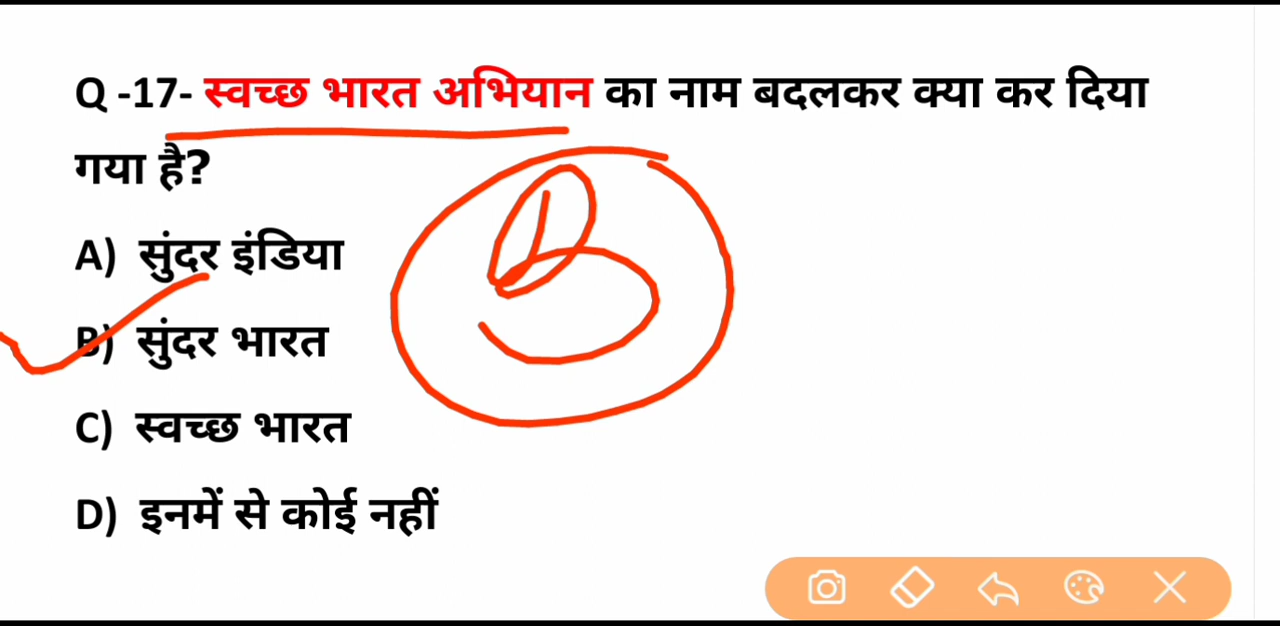 Q -17- स्वच्छ भारत अभियान का नाम बदलकर क्या कर दिया
गया है?
A) सुंदर इंडिया
B) सुंदर भारत
C) स्वच्छ भारत
D) इनमें से कोई नहीं
B